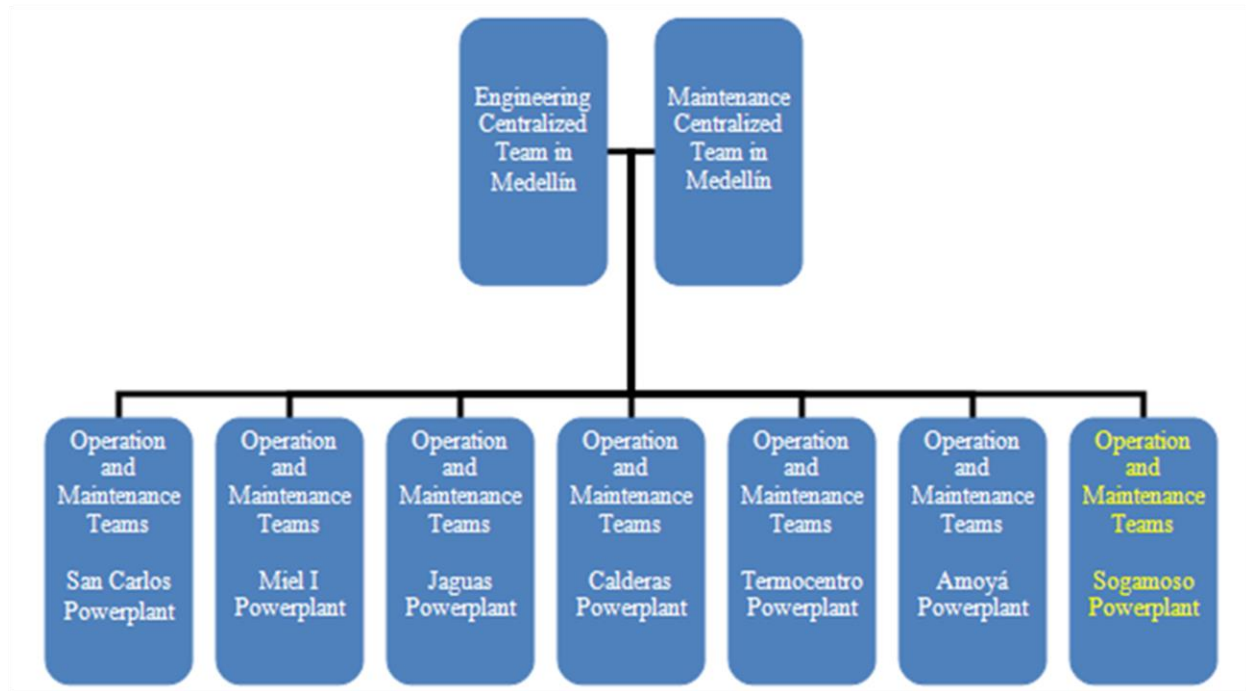 Engineering
Centralized
Team in
Medellín
Maintenance
Centralized
Team in
Medellín
Operation
and
Maintenance
Teams
San Carlos
Powerplant
Operation
and
Maintenance
Teams
Miel I
Powerplant
Operation
and
Maintenance
Teams
Jaguas
Powerplant
Operation
and
Maintenance
Teams
Calderas
Powerplant
Operation
and
Maintenance
Teams
Termocentro
Powerplant
Operation
and
Maintenance
Teams
Amoyá
Powerplant
Operation
and
Maintenance
Teams
Sogamoso
Powerplant